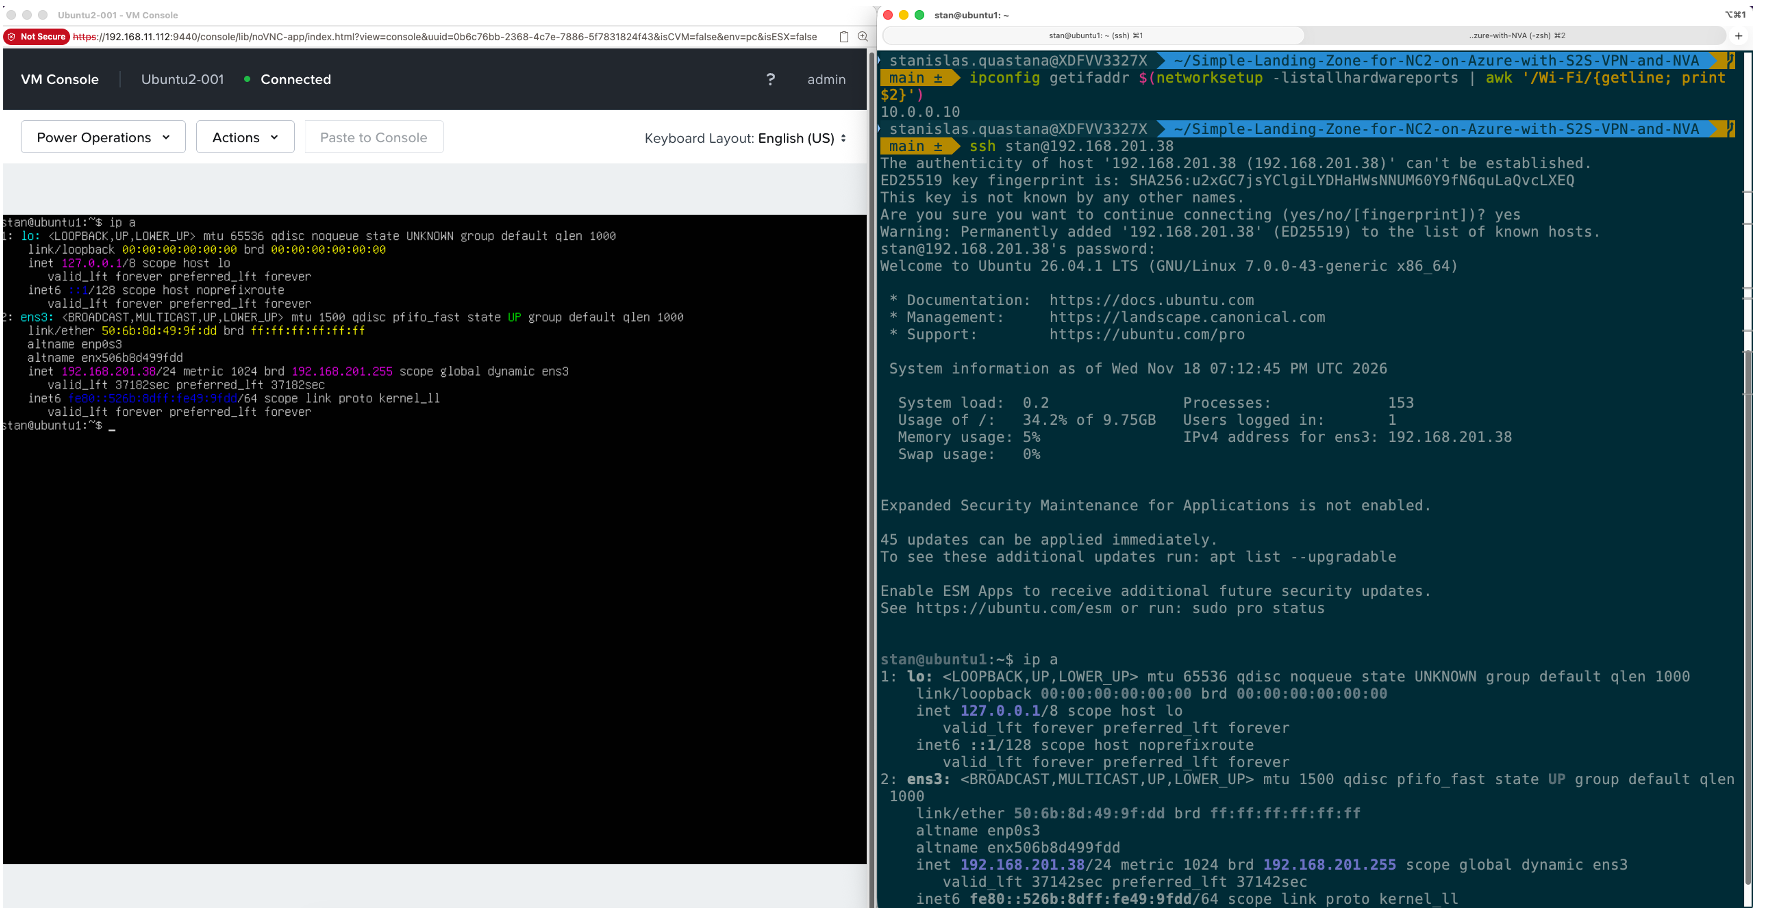 Ubuntu2-001 - VM Console
Not Secure https://192.168.11.112:9440/console/lib/noVNC-app/index.html?view=console&uuid=0b6c76bb-2368-4c7e-7886-5f7831824f43&isCVM=false&env=pc&isESX=false
VM Console Ubuntu2-001 Connected ? admin
Power Operations Actions Paste to Console Keyboard Layout: English (US)
stan@ubuntu1:~$ ip a
1: lo: <LOOPBACK,UP,LOWER_UP> mtu 65536 qdisc noqueue state UNKNOWN group default qlen 1000
link/loopback 00:00:00:00:00:00 brd 00:00:00:00:00:00
inet 127.0.0.1/8 scope host lo
valid_lft forever preferred_lft forever
inet6 ::1/128 scope host noprefixroute
valid_lft forever preferred_lft forever
2: ens3: <BROADCAST,MULTICAST,UP,LOWER_UP> mtu 1500 qdisc pfifo_fast state UP group default qlen 1000
link/ether 50:6b:8d:49:9f:dd brd ff:ff:ff:ff:ff:ff
altname enp0s3
altname enx506b8d499fdd
inet 192.168.201.38/24 metric 1024 brd 192.168.201.255 scope global dynamic ens3
valid_lft 37182sec preferred_lft 37182sec
inet6 fe80::526b:8dff:fe49:9fdd/64 scope link proto kernel_ll
valid_lft forever preferred_lft forever
stan@ubuntu1:~$ _
stan@ubuntu1: ~ ⌥⌘1
stan@ubuntu1: ~ (ssh) ⌘1 ..zure-with-NVA (-zsh) ⌘2 +
stanislas.quastana@XDFVV3327X ~/Simple-Landing-Zone-for-NC2-on-Azure-with-S2S-VPN-and-NVA
main ± ipconfig getifaddr $(networksetup -listallhardwareports | awk '/Wi-Fi/{getline; print
$2}')
10.0.0.10
stanislas.quastana@XDFVV3327X ~/Simple-Landing-Zone-for-NC2-on-Azure-with-S2S-VPN-and-NVA
main ± ssh stan@192.168.201.38
The authenticity of host '192.168.201.38 (192.168.201.38)' can't be established.
ED25519 key fingerprint is: SHA256:u2xGC7jsYClgiLYDHaHWsNNUM60Y9fN6quLaQvcLXEQ
This key is not known by any other names.
Are you sure you want to continue connecting (yes/no/[fingerprint])? yes
Warning: Permanently added '192.168.201.38' (ED25519) to the list of known hosts.
stan@192.168.201.38's password:
Welcome to Ubuntu 26.04.1 LTS (GNU/Linux 7.0.0-43-generic x86_64)
* Documentation: https://docs.ubuntu.com
* Management: https://landscape.canonical.com
* Support: https://ubuntu.com/pro
System information as of Wed Nov 18 07:12:45 PM UTC 2026
System load: 0.2 Processes: 153
Usage of /: 34.2% of 9.75GB Users logged in: 1
Memory usage: 5% IPv4 address for ens3: 192.168.201.38
Swap usage: 0%
Expanded Security Maintenance for Applications is not enabled.
45 updates can be applied immediately.
To see these additional updates run: apt list --upgradable
Enable ESM Apps to receive additional future security updates.
See https://ubuntu.com/esm or run: sudo pro status
stan@ubuntu1:~$ ip a
1: lo: <LOOPBACK,UP,LOWER_UP> mtu 65536 qdisc noqueue state UNKNOWN group default qlen 1000
link/loopback 00:00:00:00:00:00 brd 00:00:00:00:00:00
inet 127.0.0.1/8 scope host lo
valid_lft forever preferred_lft forever
inet6 ::1/128 scope host noprefixroute
valid_lft forever preferred_lft forever
2: ens3: <BROADCAST,MULTICAST,UP,LOWER_UP> mtu 1500 qdisc pfifo_fast state UP group default qlen
1000
link/ether 50:6b:8d:49:9f:dd brd ff:ff:ff:ff:ff:ff
altname enp0s3
altname enx506b8d499fdd
inet 192.168.201.38/24 metric 1024 brd 192.168.201.255 scope global dynamic ens3
valid_lft 37142sec preferred_lft 37142sec
inet6 fe80::526b:8dff:fe49:9fdd/64 scope link proto kernel_ll